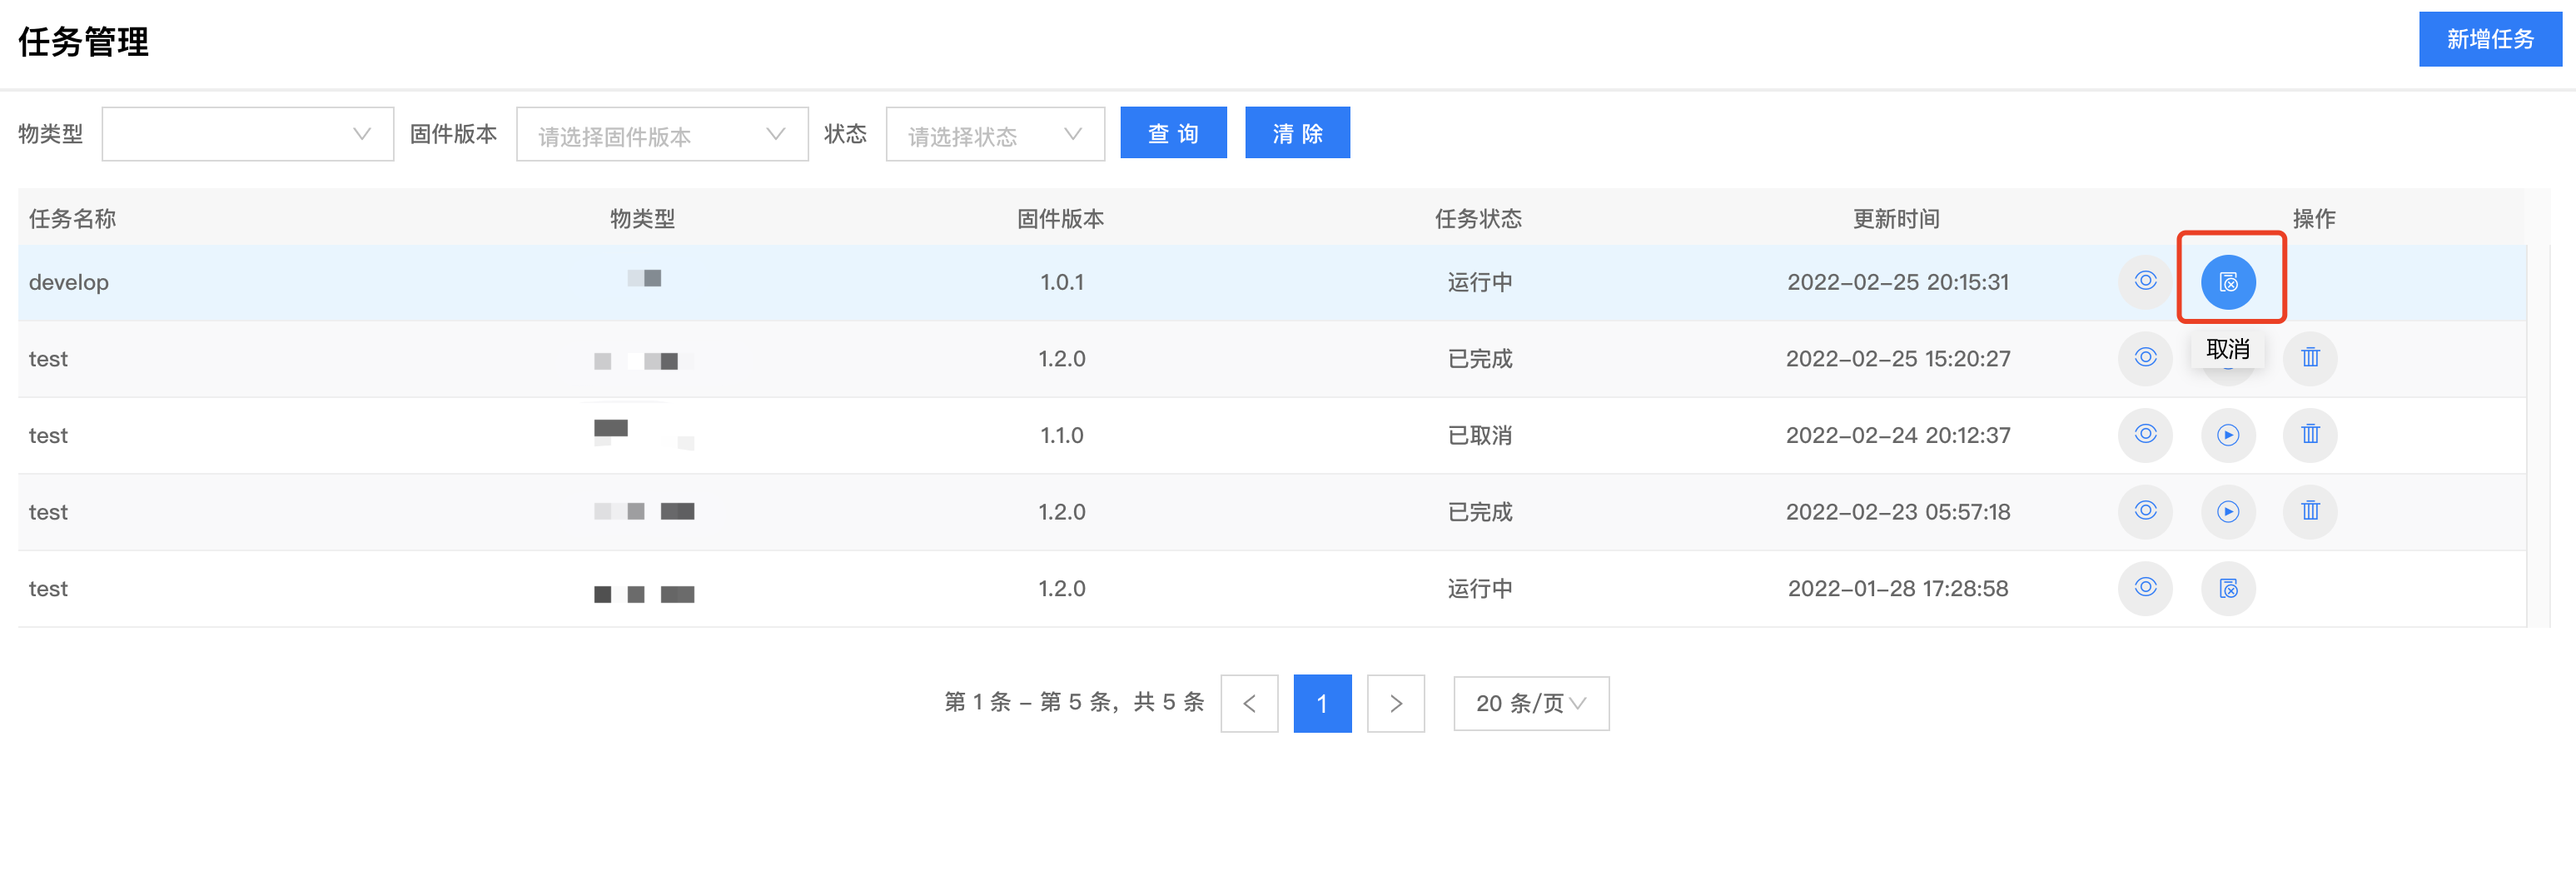 任务管理
新增任务
物类型 固件版本 请选择固件版本 状态 请选择状态 查询 清除
任务名称 物类型 固件版本 任务状态 更新时间 操作
develop 1.0.1 运行中 2022-02-25 20:15:31
test 1.2.0 已完成 2022-02-25 15:20:27 取消
test 1.1.0 已取消 2022-02-24 20:12:37
test 1.2.0 已完成 2022-02-23 05:57:18
test 1.2.0 运行中 2022-01-28 17:28:58
第 1 条 – 第 5 条，共 5 条 < 1 > 20 条/页